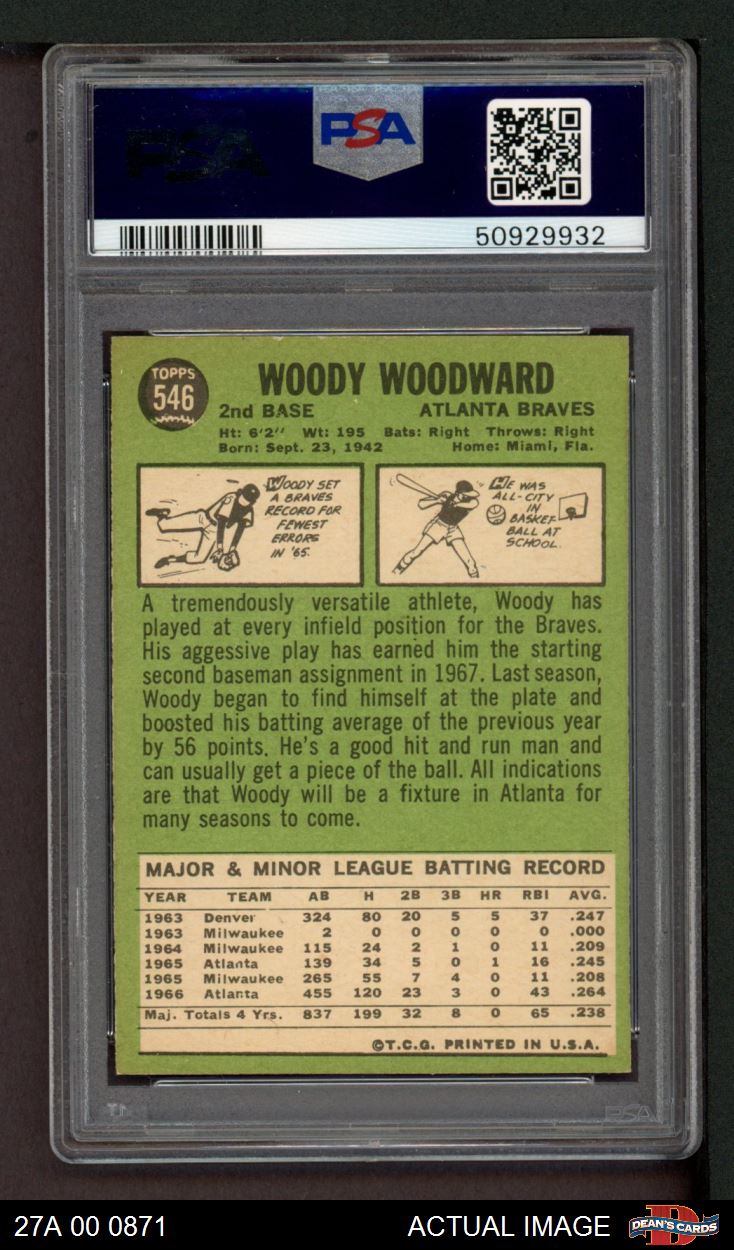 PSA
PSA
50929932
TOPPS
546
WOODY WOODWARD
2nd BASE ATLANTA BRAVES
Ht: 6'2" Wt: 195 Bats: Right Throws: Right
Born: Sept. 23, 1942 Home: Miami, Fla.
WOODY SET
A BRAVES
RECORD FOR
FEWEST
ERRORS
IN '65.
HE WAS
ALL-CITY
IN
BASKET
BALL AT
SCHOOL.
A tremendously versatile athlete, Woody has
played at every infield position for the Braves.
His aggressive play has earned him the starting
second baseman assignment in 1967. Last season,
Woody began to find himself at the plate and
boosted his batting average of the previous year
by 56 points. He's a good hit and run man and
can usually get a piece of the ball. All indications
are that Woody will be a fixture in Atlanta for
many seasons to come.
MAJOR & MINOR LEAGUE BATTING RECORD
YEAR TEAM AB H 2B 3B HR RBI AVG.
1963 Denver 324 80 20 5 5 37 .247
1963 Milwaukee 2 0 0 0 0 0 .000
1964 Milwaukee 115 24 2 1 0 11 .209
1965 Atlanta 139 34 5 0 1 16 .245
1965 Milwaukee 265 55 7 4 0 11 .208
1966 Atlanta 455 120 23 3 0 43 .264
Maj. Totals 4 Yrs. 837 199 32 8 0 65 .238
©T.C.G. PRINTED IN U.S.A.
PSA
27A 00 0871 ACTUAL IMAGE DEAN'S CARDS